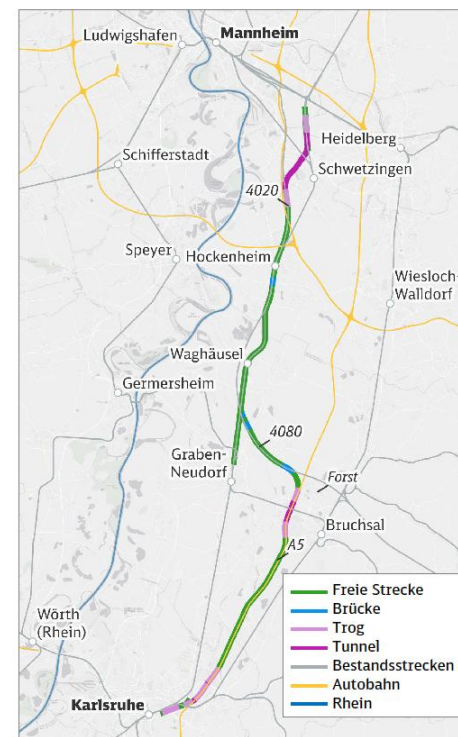 Ludwigshafen
Mannheim
Heidelberg
Schifferstadt
Schwetzingen
4020
Speyer
Hockenheim
Wiesloch-
Walldorf
Waghäusel
Germersheim
4080
Graben-
Neudorf
Forst
Bruchsal
A5
Freie Strecke
Brücke
Trog
Tunnel
Bestandsstrecken
Autobahn
Rhein
Wörth
(Rhein)
Karlsruhe